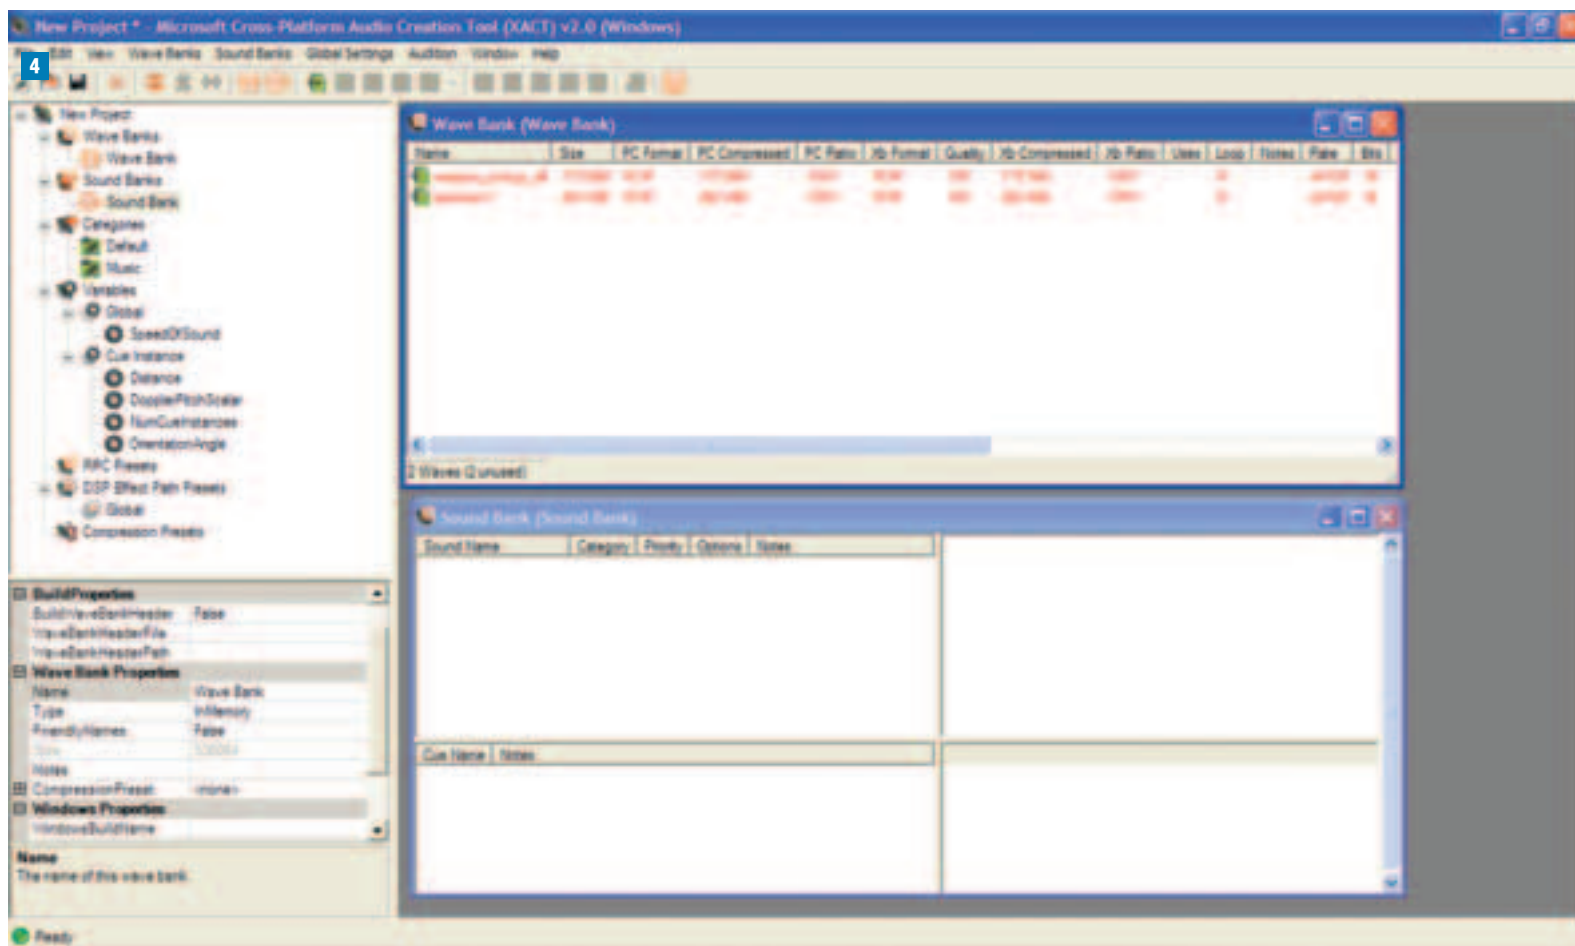 New Project * - Microsoft Cross-Platform Audio Creation Tool (XACT) v2.0 (Windows)
Edit View Wave Banks Sound Banks Global Settings Audition Window Help
4
New Project
Wave Banks
Wave Bank
Sound Banks
Sound Bank
Categories
Default
Music
Variables
Global
SpeedOfSound
Cue Instance
Distance
DopplerPitchScalar
NumCueInstances
OrientationAngle
RPC Presets
DSP Effect Path Presets
Global
Compression Presets
BuildProperties
BuildWaveBankHeader False
WaveBankHeaderFile
WaveBankHeaderPath
Wave Bank Properties
Name Wave Bank
Type InMemory
FriendlyNames False
Size
Notes
CompressionPreset <none>
Windows Properties
WindowsBuildName
Name
The name of this wave bank.
Ready
Wave Bank (Wave Bank)
Name Size PC Format PC Compressed PC Ratio Xb Format Quality Xb Compressed Xb Ratio Uses Loop Notes Rate Bits
2 Waves (2 unused)
Sound Bank (Sound Bank)
Sound Name Category Priority Options Notes
Cue Name Notes